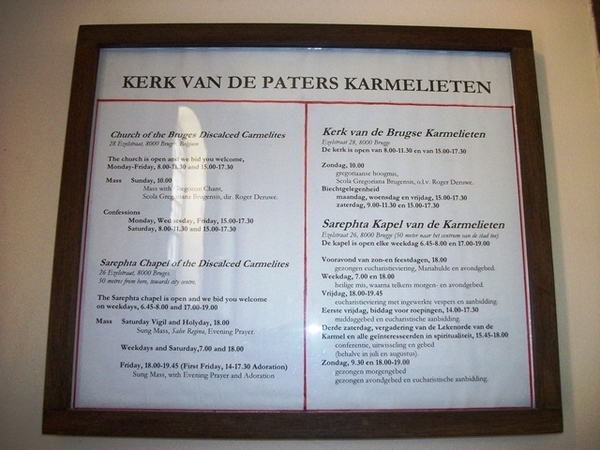 KERK VAN DE PATERS KARMELIETEN
Church of the Bruges Discalced Carmelites
28 Ezelstraat, 8000 Bruges, Belgium
The church is open and we bid you welcome,
Monday-Friday, 8.00-11.30 and 15.00-17.30
Mass Sunday, 10.00
Mass with Gregorian Chant,
Scola Gregoriana Brugensis, dir. Roger Deruwe.
Confessions
Monday, Wednesday, Friday, 15.00-17.30
Saturday, 8.00-11.30 and 15.00-17.30
Sarephta Chapel of the Discalced Carmelites
26 Ezelstraat, 8000 Bruges.
50 metres from here, towards city centre.
The Sarephta chapel is open and we bid you welcome
on weekdays, 6.45-8.00 and 17.00-19.00
Mass Saturday Vigil and Holyday, 18.00
Sung Mass, Salve Regina, Evening Prayer.
Weekdays and Saturday,7.00 and 18.00
Friday, 18.00-19.45 (First Friday, 14-17.30 Adoration)
Sung Mass, with Evening Prayer and Adoration
Kerk van de Brugse Karmelieten
Ezelstraat 28, 8000 Brugge
De kerk is open van 8.00-11.30 en van 15.00-17.30
Zondag, 10.00
gregoriaanse hoogmis,
Scola Gregoriana Brugensis, o.l.v. Roger Deruwe.
Biechtgelegenheid
maandag, woensdag en vrijdag, 15.00-17.30
zaterdag, 9.00-11.30 en 15.00-17.30
Sarephta Kapel van de Karmelieten
Ezelstraat 26, 8000 Brugge (50 meter naar het centrum van de stad toe)
De kapel is open elke weekdag 6.45-8.00 en 17.00-19.00
Vooravond van zon-en feestdagen, 18.00
gezongen eucharistieviering, Mariahulde en avondgebed.
Weekdag, 7.00 en 18.00
heilige mis, waarna telkens morgen- en avondgebed.
Vrijdag, 18.00-19.45
eucharistieviering met ingewerkte vespers en aanbidding.
Eerste vrijdag, biddag voor roepingen, 14.00-17.30
middaggebed en eucharistische aanbidding.
Derde zaterdag, vergadering van de Lekenorde van de
Karmel en alle geïnteresseerden in spiritualiteit, 15.45-18.00
conferentie, uitwisseling en gebed
(behalve in juli en augustus).
Zondag, 9.30 en 18.00-19.00
gezongen morgengebed
gezongen avondgebed en eucharistische aanbidding.